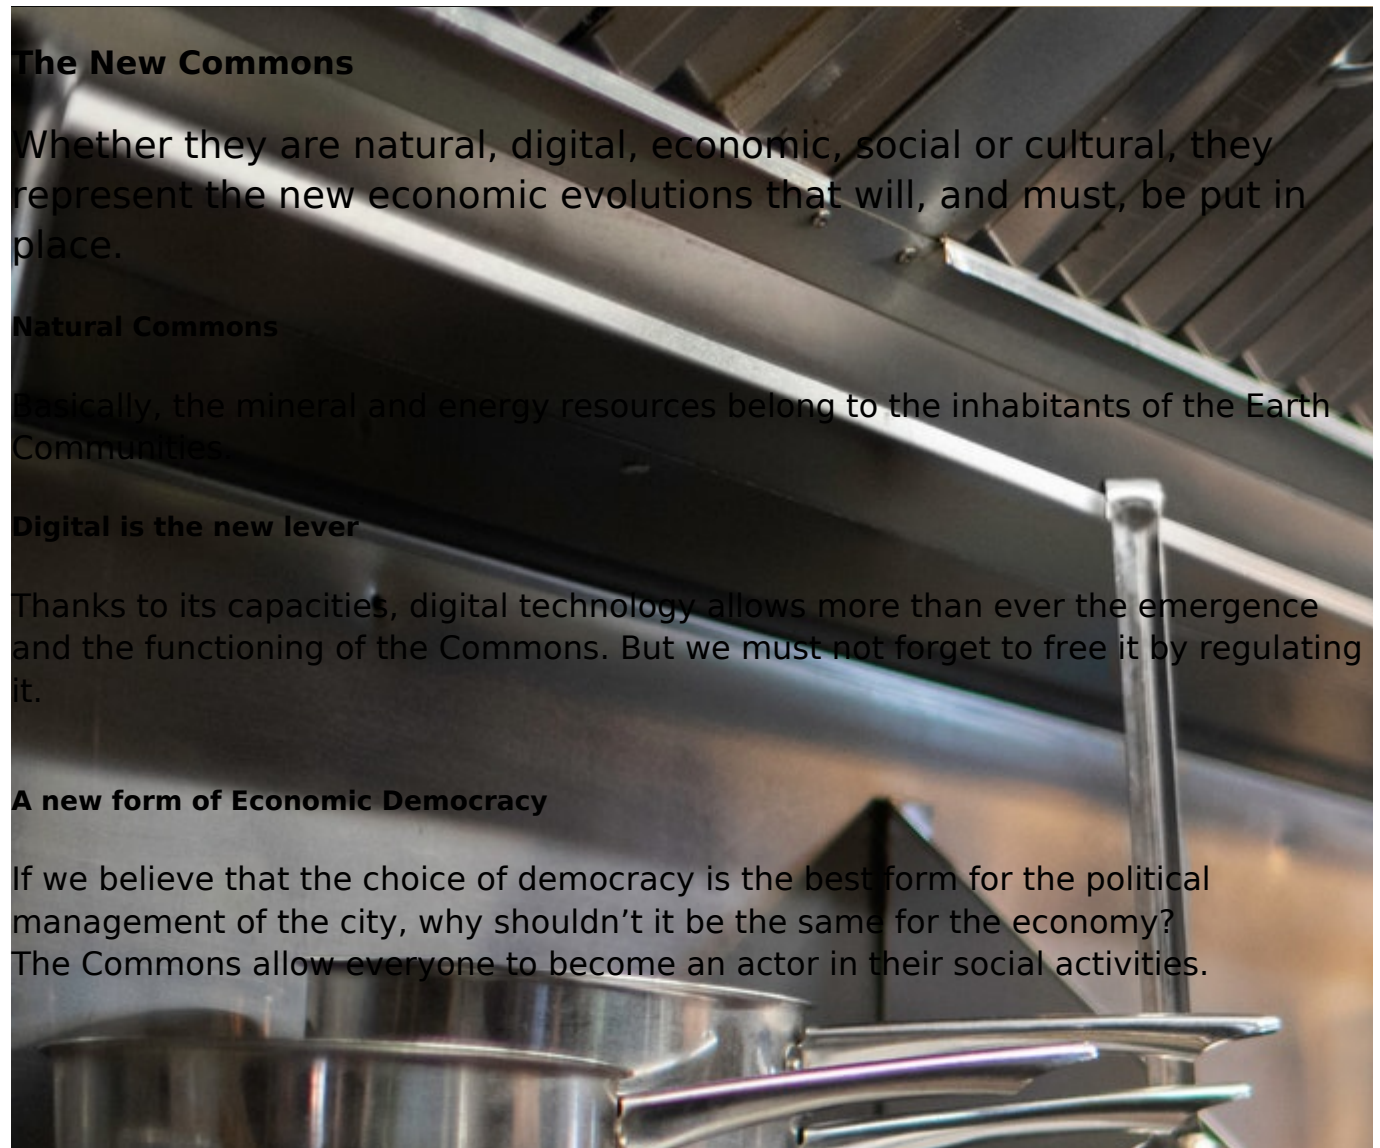 The New Commons
Whether they are natural, digital, economic, social or cultural, they
represent the new economic evolutions that will, and must, be put in
place.
Natural Commons
Basically, the mineral and energy resources belong to the inhabitants of the Earth
Communities.
Digital is the new lever
Thanks to its capacities, digital technology allows more than ever the emergence
and the functioning of the Commons. But we must not forget to free it by regulating
it.
A new form of Economic Democracy
If we believe that the choice of democracy is the best form for the political
management of the city, why shouldn’t it be the same for the economy?
The Commons allow everyone to become an actor in their social activities.